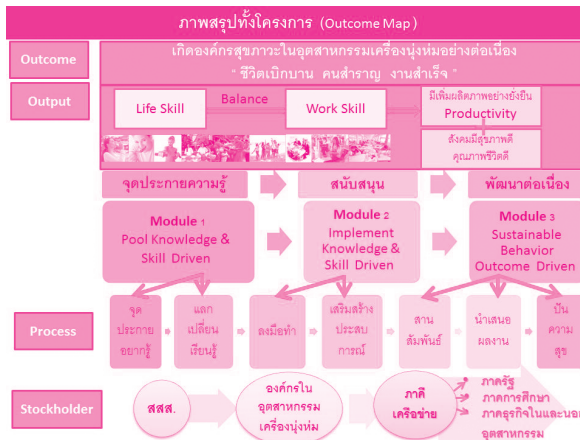 ภาพสรุปทั้งโครงการ (Outcome Map)
Outcome
เกิดองค์กรสุขภาวะในอุตสาหกรรมเครื่องนุ่งห่มอย่างต่อเนื่อง
" ชีวิตเบิกบาน คนสำราญ งานสำเร็จ "
Output
Life Skill
Balance
Work Skill
มีเพิ่มผลิตภาพอย่างยั่งยืน
Productivity
สังคมมีสุขภาพดี
คุณภาพชีวิตดี
จุดประกายความรู้
สนับสนุน
พัฒนาต่อเนื่อง
Module 1
Pool Knowledge &
Skill Driven
Module 2
Implement
Knowledge &
Skill Driven
Module 3
Sustainable
Behavior
Outcome Driven
Process
จุด
ประกาย
อยากรู้
แลก
เปลี่ยน
เรียนรู้
ลงมือทำ
เสริมสร้าง
ประสบ
การณ์
สาน
สัมพันธ์
นำเสนอ
ผลงาน
ปัน
ความ
สุข
Stockholder
สสส.
องค์กรใน
อุตสาหกรรม
เครื่องนุ่งห่ม
ภาคี
เครือข่าย
ภาครัฐ
ภาคการศึกษา
ภาคธุรกิจในและนอก
อุตสาหกรรม